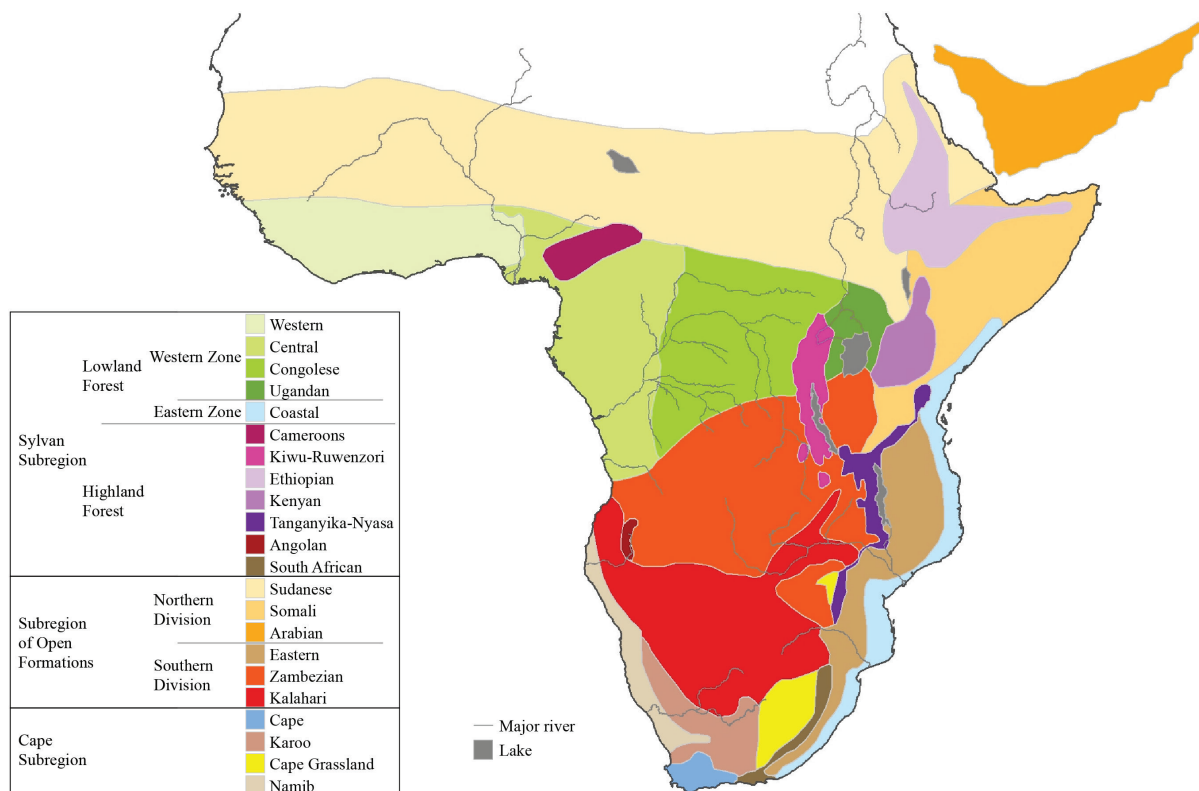 Western
Central
Congolese
Ugandan
Western Zone
Lowland
Forest
Eastern Zone
Coastal
Sylvan
Subregion
Highland
Forest
Cameroons
Kiwu-Ruwenzori
Ethiopian
Kenyan
Tanganyika-Nyasa
Angolan
South African
Subregion
of Open
Formations
Northern
Division
Sudanese
Somali
Arabian
Southern
Division
Eastern
Zambezian
Kalahari
Cape
Subregion
Cape
Karoo
Cape Grassland
Namib
Major river
Lake